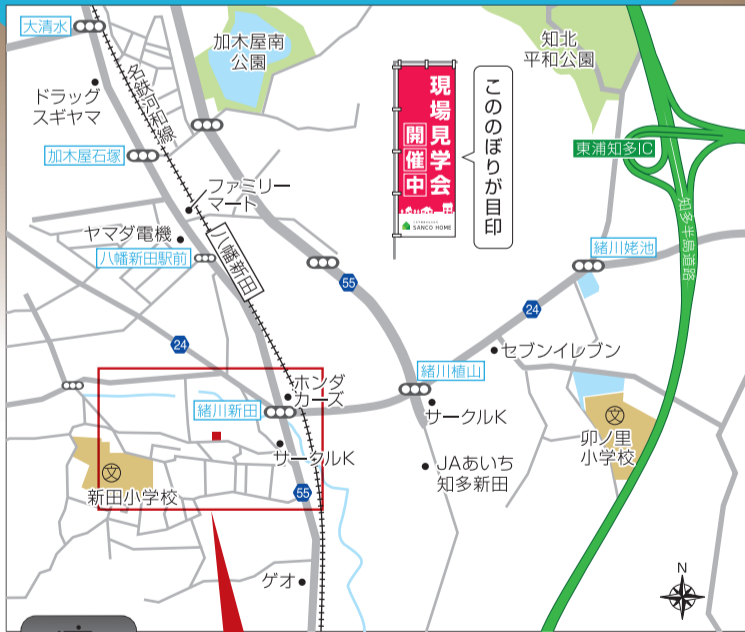 大清水
加木屋南
公園
知北
平和公園
ドラッグ
スギヤマ
名鉄河和線
現場見学会
開催中
SANCO HOME
こののぼりが目印
東浦知多IC
加木屋石塚
ファミリー
マート
ヤマダ電機
八幡新田駅前
八幡新田
知多半島道路
緒川姥池
55
24
24
セブンイレブン
緒川植山
ホンダ
カーズ
緒川新田
サークルK
サークルK
文
卯ノ里
小学校
JAあいち
知多新田
文
新田小学校
55
ゲオ
N